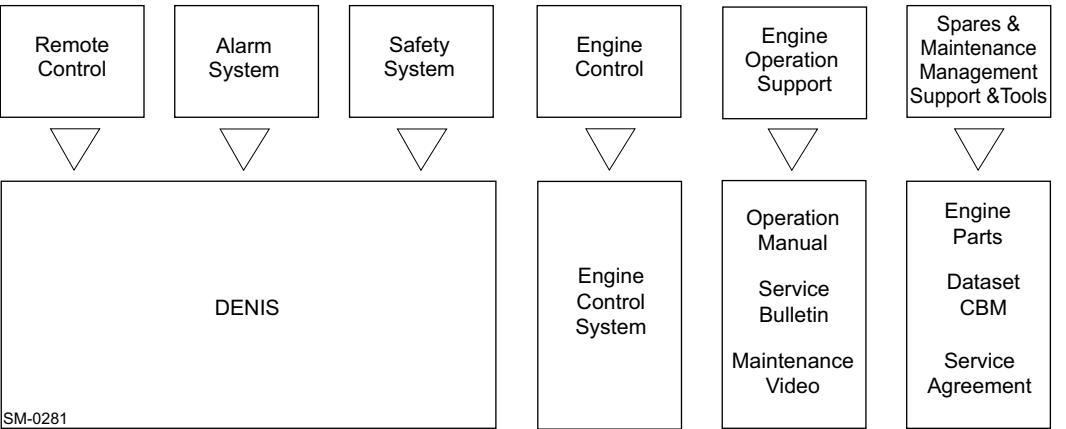 Remote
Control
Alarm
System
Safety
System
Engine
Control
Engine
Operation
Support
Spares &
Maintenance
Management
Support &Tools
DENIS
Engine
Control
System
Operation
Manual
Service
Bulletin
Maintenance
Video
Engine
Parts
Dataset
CBM
Service
Agreement
SM-0281